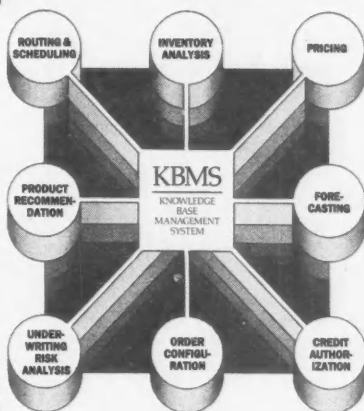 ROUTING &
SCHEDULING
INVENTORY
ANALYSIS
PRICING
PRODUCT
RECOMMEN-
DATION
KBMS
KNOWLEDGE
BASE
MANAGEMENT
SYSTEM
FORE-
CASTING
UNDER-
WRITING
RISK
ANALYSIS
ORDER
CONFIGU-
RATION
CREDIT
AUTHOR-
IZATION